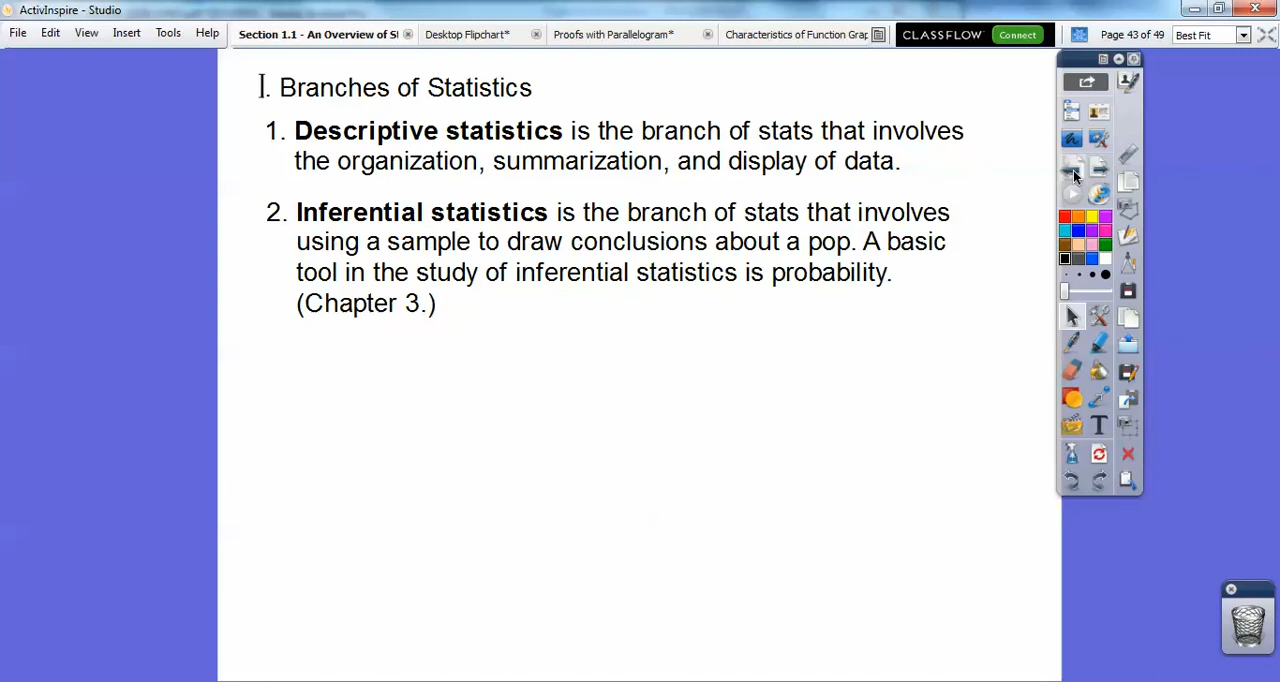 ActivInspire - Studio
File Edit View Insert Tools Help
Section 1.1 - An Overview of S
Desktop Flipchart*
Proofs with Parallelogram*
Characteristics of Function Grap
CLASSFLOW Connect
Page 43 of 49
Best Fit
I. Branches of Statistics
1. Descriptive statistics is the branch of stats that involves
the organization, summarization, and display of data.
2. Inferential statistics is the branch of stats that involves
using a sample to draw conclusions about a pop. A basic
tool in the study of inferential statistics is probability.
(Chapter 3.)